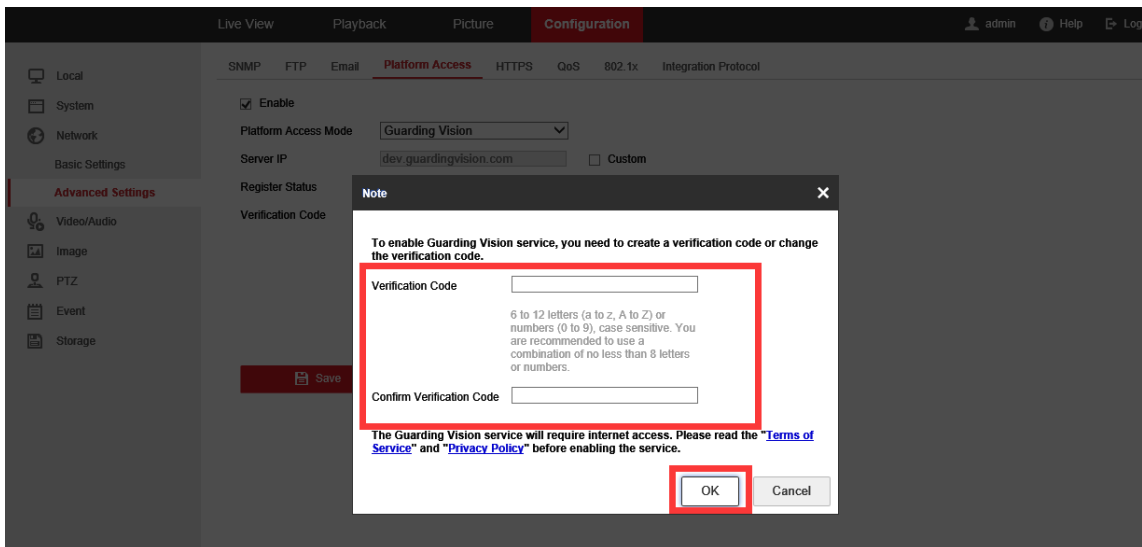 Live View Playback Picture Configuration admin Help Log
SNMP FTP Email Platform Access HTTPS QoS 802.1x Integration Protocol
Local
System
Network
Basic Settings
Advanced Settings
Video/Audio
Image
PTZ
Event
Storage
Enable
Platform Access Mode Guarding Vision
Server IP dev.guardingvision.com Custom
Register Status
Verification Code
Save
Note
To enable Guarding Vision service, you need to create a verification code or change
the verification code.
Verification Code
6 to 12 letters (a to z, A to Z) or
numbers (0 to 9), case sensitive. You
are recommended to use a
combination of no less than 8 letters
or numbers.
Confirm Verification Code
The Guarding Vision service will require internet access. Please read the "Terms of
Service" and "Privacy Policy" before enabling the service.
OK Cancel